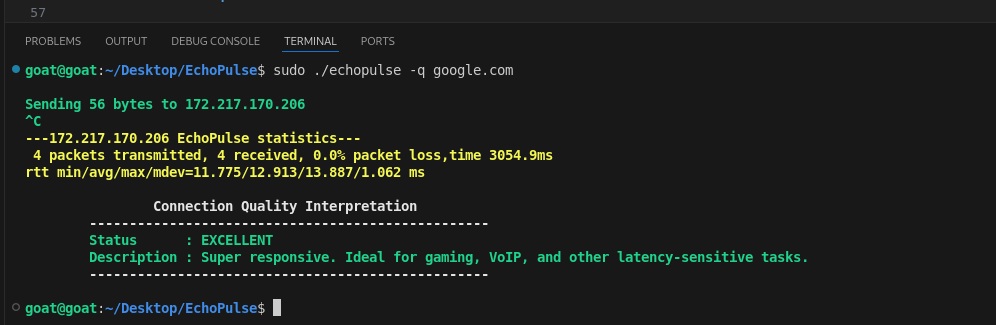 57
PROBLEMS OUTPUT DEBUG CONSOLE TERMINAL PORTS
goat@goat:~/Desktop/EchoPulse$ sudo ./echopulse -q google.com
Sending 56 bytes to 172.217.170.206
^C
---172.217.170.206 EchoPulse statistics---
4 packets transmitted, 4 received, 0.0% packet loss,time 3054.9ms
rtt min/avg/max/mdev=11.775/12.913/13.887/1.062 ms
Connection Quality Interpretation
--------------------------------------------------
Status : EXCELLENT
Description : Super responsive. Ideal for gaming, VoIP, and other latency-sensitive tasks.
--------------------------------------------------
goat@goat:~/Desktop/EchoPulse$